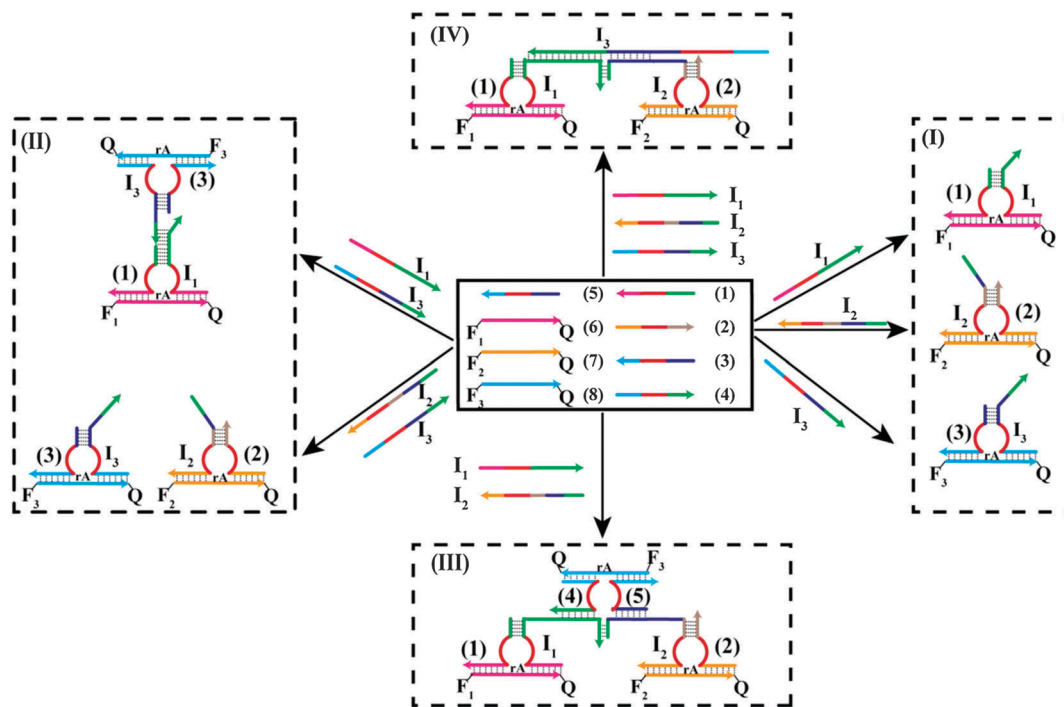 (IV)
I3
(1)
I1
I2
(2)
rA
rA
F1
Q
F2
Q
(II)
Q
rA
F3
I3
(3)
(1)
I1
rA
F1
Q
(3)
I3
I2
(2)
rA
rA
F3
Q
F2
Q
I1
I3
I2
I3
I1
I2
I3
(5)
(1)
F1
Q
(6)
(2)
F2
Q
(7)
(3)
F3
Q
(8)
(4)
I1
I2
I3
I1
I2
(I)
(1)
I1
rA
F1
Q
I2
(2)
rA
F2
Q
(3)
I3
rA
F3
Q
(III)
Q
rA
F3
(4)
(5)
(1)
I1
I2
(2)
rA
rA
F1
Q
F2
Q